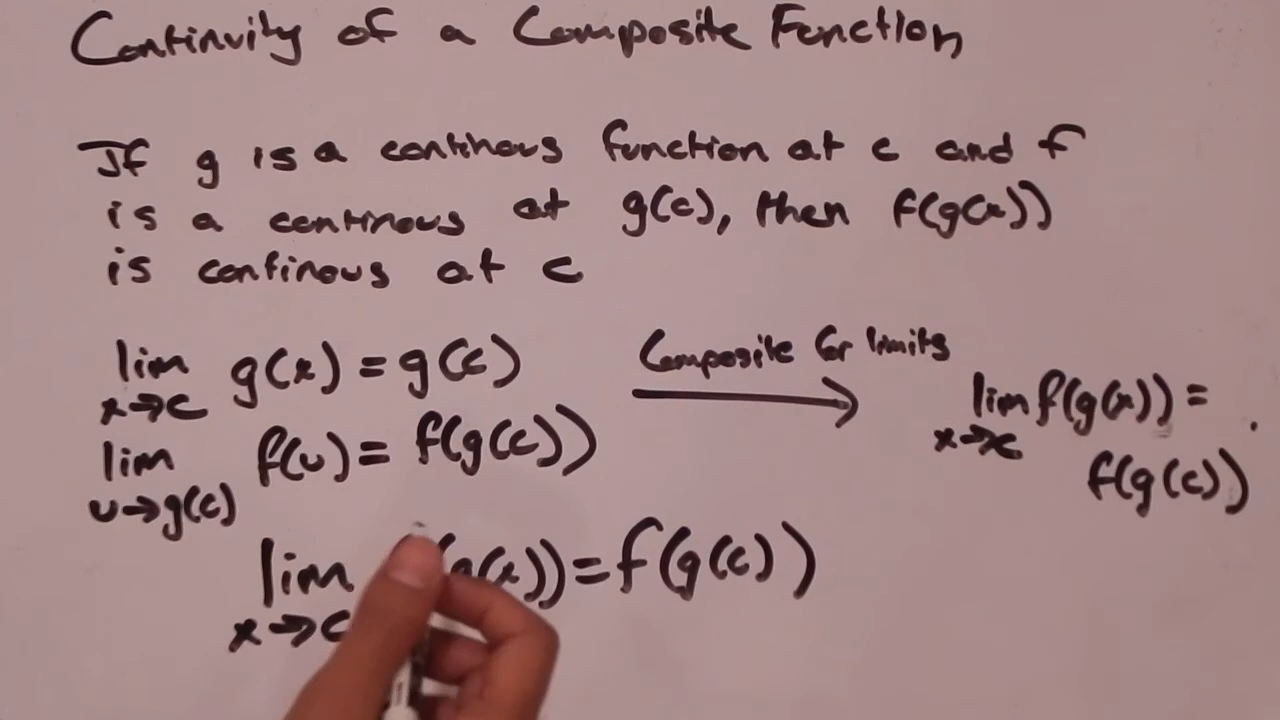 Continuity of a Composite Function
If g is a continous function at c and f
is a continous at g(c), then f(g(x))
is continous at c
lim g(x) = g(c)
x→c
lim f(u) = f(g(c))
u→g(c)
Composite for limits
lim f(g(x)) =
x→c
f(g(c))
lim (g(x)) = f(g(c))
x→c